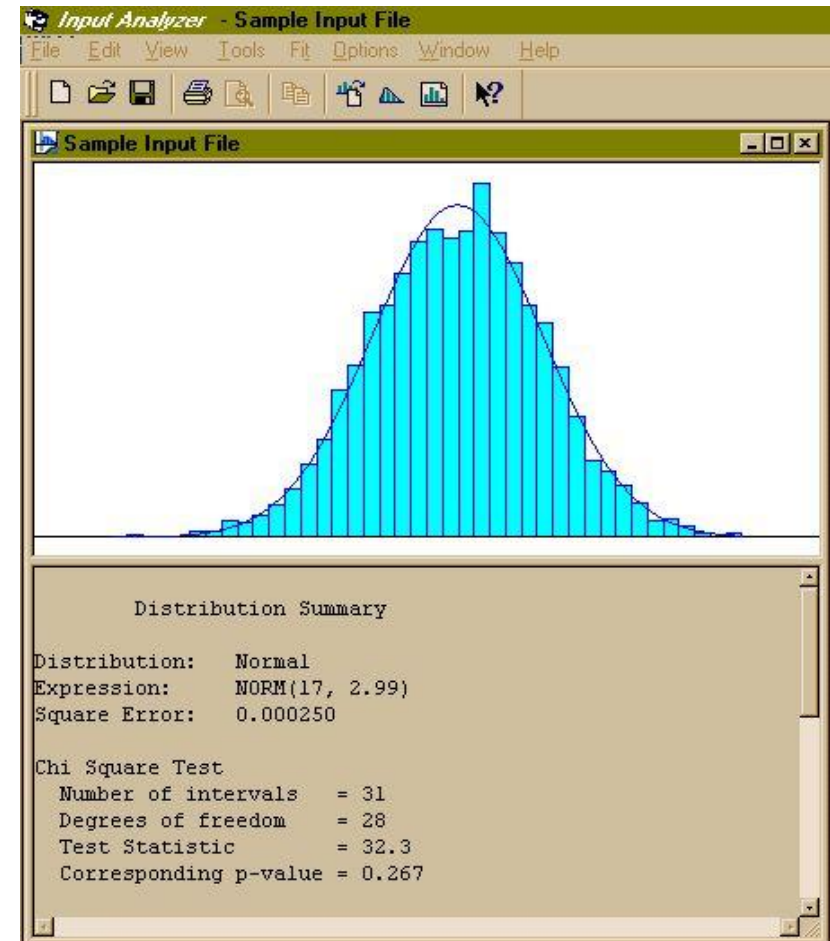 Input Analyzer - Sample Input File
File Edit View Tools Fit Options Window Help
Sample Input File
Distribution Summary
Distribution: Normal
Expression: NORM(17, 2.99)
Square Error: 0.000250
Chi Square Test
Number of intervals = 31
Degrees of freedom = 28
Test Statistic = 32.3
Corresponding p-value = 0.267